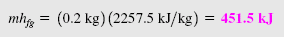 mh_fg = (0.2 kg)(2257.5 kJ/kg) = 451.5 kJ